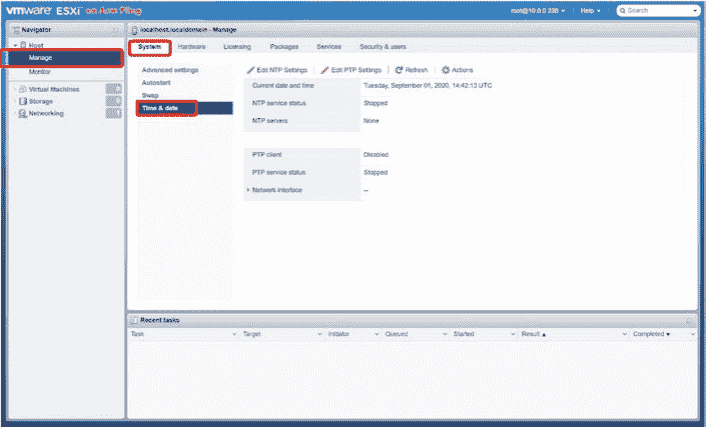 vmware ESXi on Arm Fling
root@10.0.0.238
Help
Search
Navigator
localhost.localdomain - Manage
Host
Manage
Monitor
Virtual Machines
Storage
Networking
System
Hardware
Licensing
Packages
Services
Security & users
Advanced settings
Autostart
Swap
Time & date
Edit NTP Settings
Edit PTP Settings
Refresh
Actions
Current date and time
Tuesday, September 01, 2020, 14:42:13 UTC
NTP service status
Stopped
NTP servers
None
PTP client
Disabled
PTP service status
Stopped
Network interface
--
Recent tasks
Task
Target
Initiator
Queued
Started
Result
Completed